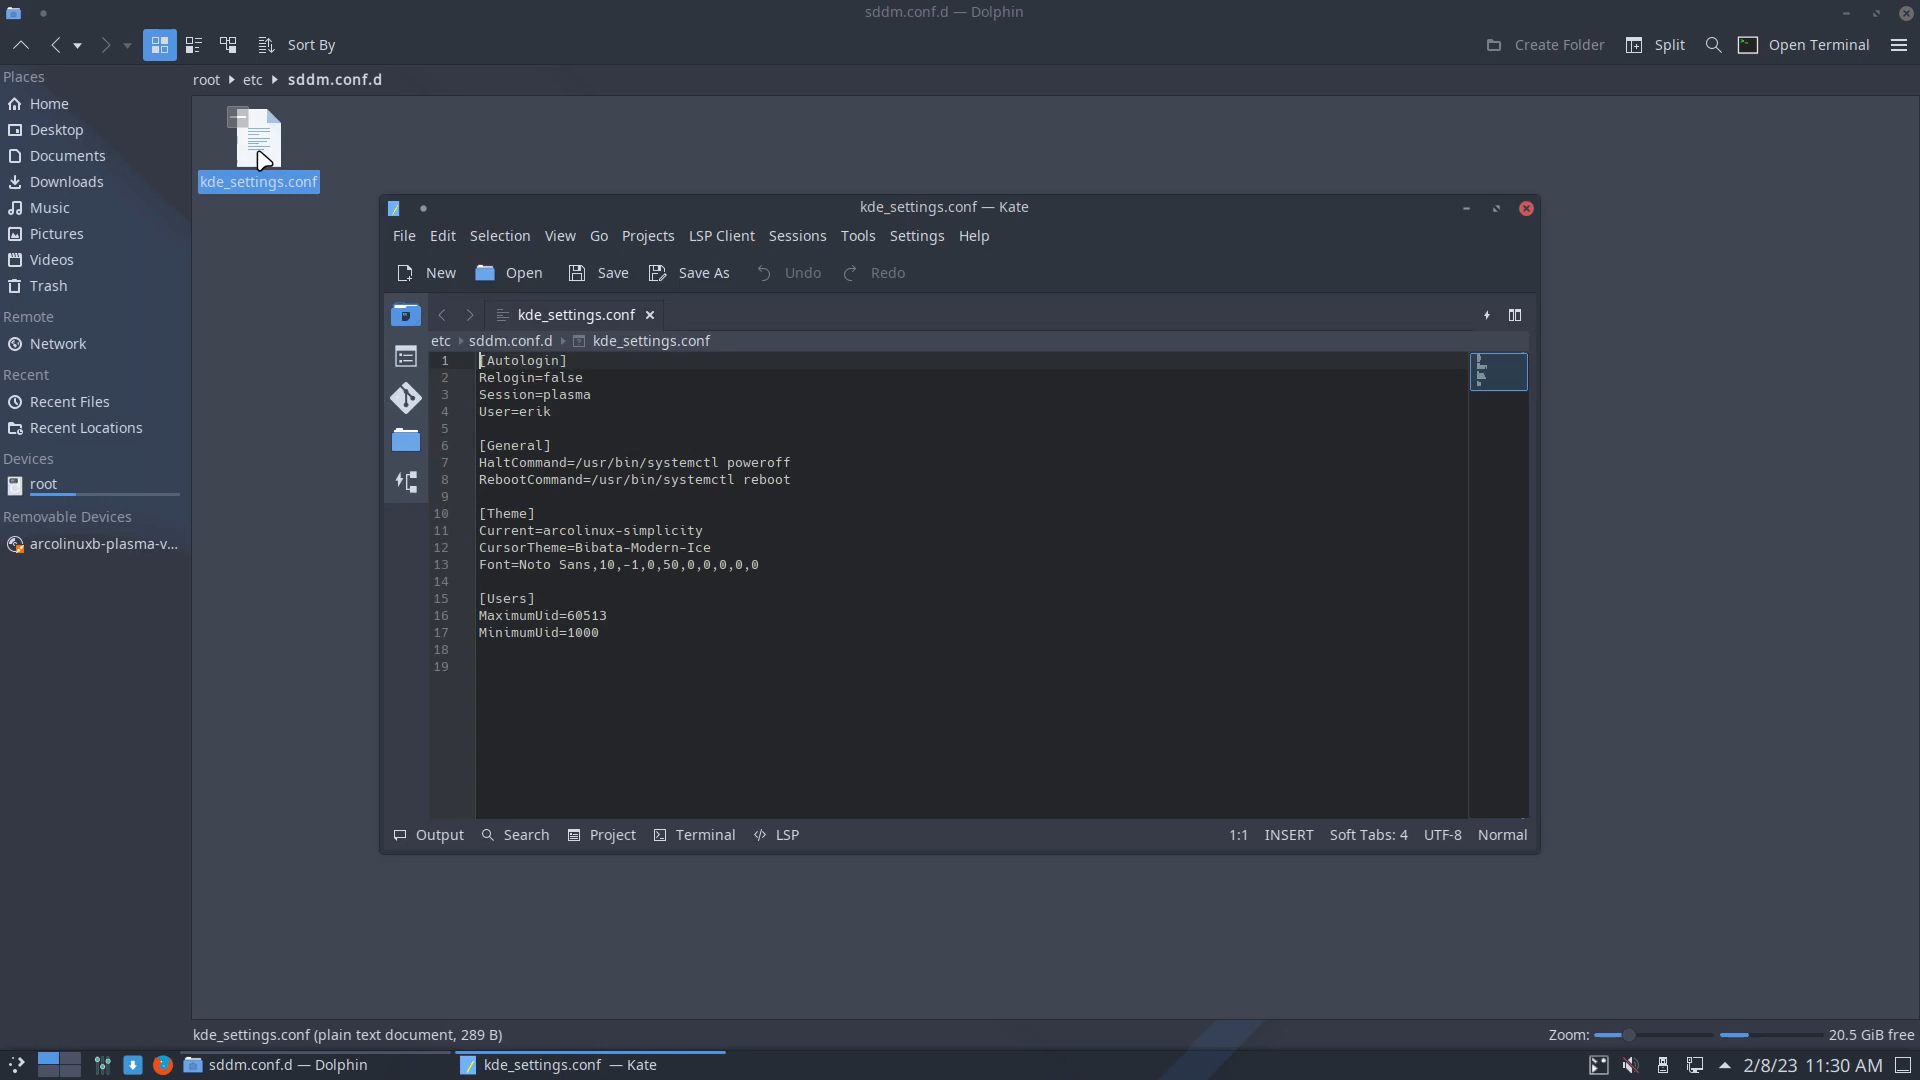 sddm.conf.d — Dolphin
Sort By
Create Folder
Split
Open Terminal
Places
root
etc
sddm.conf.d
Home
Desktop
Documents
Downloads
Music
Pictures
Videos
Trash
Remote
Network
Recent
Recent Files
Recent Locations
Devices
root
Removable Devices
arcolinuxb-plasma-v...
kde_settings.conf
kde_settings.conf — Kate
File Edit Selection View Go Projects LSP Client Sessions Tools Settings Help
New Open Save Save As Undo Redo
kde_settings.conf
etc sddm.conf.d kde_settings.conf
1 [Autologin]
2 Relogin=false
3 Session=plasma
4 User=erik
5
6 [General]
7 HaltCommand=/usr/bin/systemctl poweroff
8 RebootCommand=/usr/bin/systemctl reboot
9
10 [Theme]
11 Current=arcolinux-simplicity
12 CursorTheme=Bibata-Modern-Ice
13 Font=Noto Sans,10,-1,0,50,0,0,0,0,0
14
15 [Users]
16 MaximumUid=60513
17 MinimumUid=1000
18
19
Output Search Project Terminal LSP 1:1 INSERT Soft Tabs: 4 UTF-8 Normal
kde_settings.conf (plain text document, 289 B)
Zoom:
20.5 GiB free
sddm.conf.d — Dolphin
kde_settings.conf — Kate
2/8/23 11:30 AM